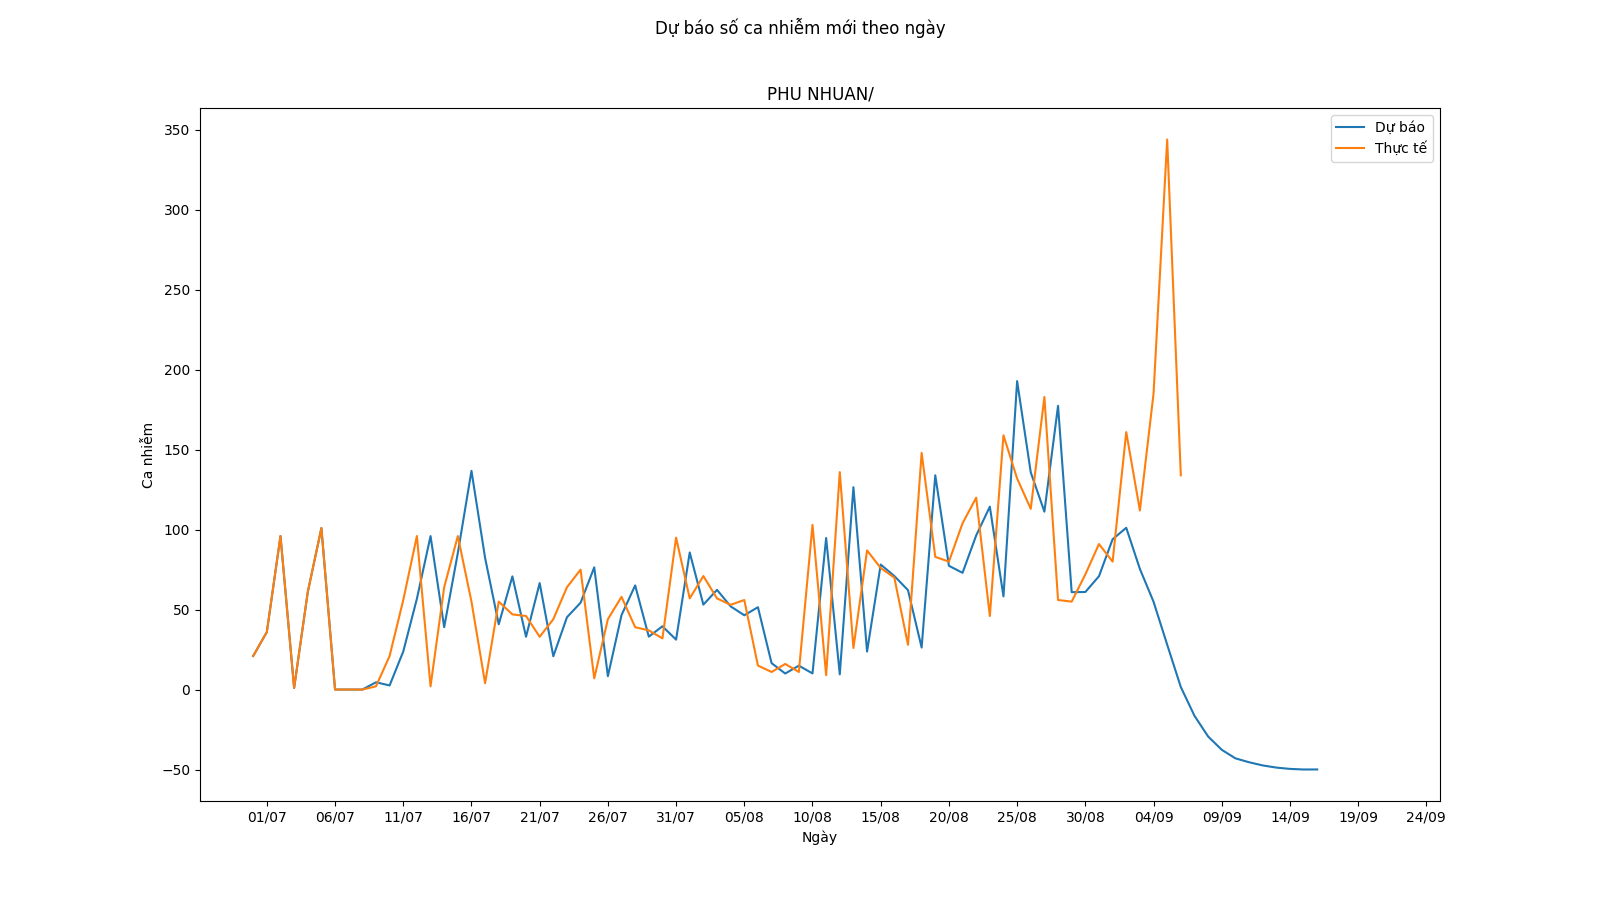 Dự báo số ca nhiễm mới theo ngày
PHU NHUAN/
Dự báo
Thực tế
350
300
250
200
150
100
50
0
−50
Ca nhiễm
01/07 06/07 11/07 16/07 21/07 26/07 31/07 05/08 10/08 15/08 20/08 25/08 30/08 04/09 09/09 14/09 19/09 24/09
Ngày